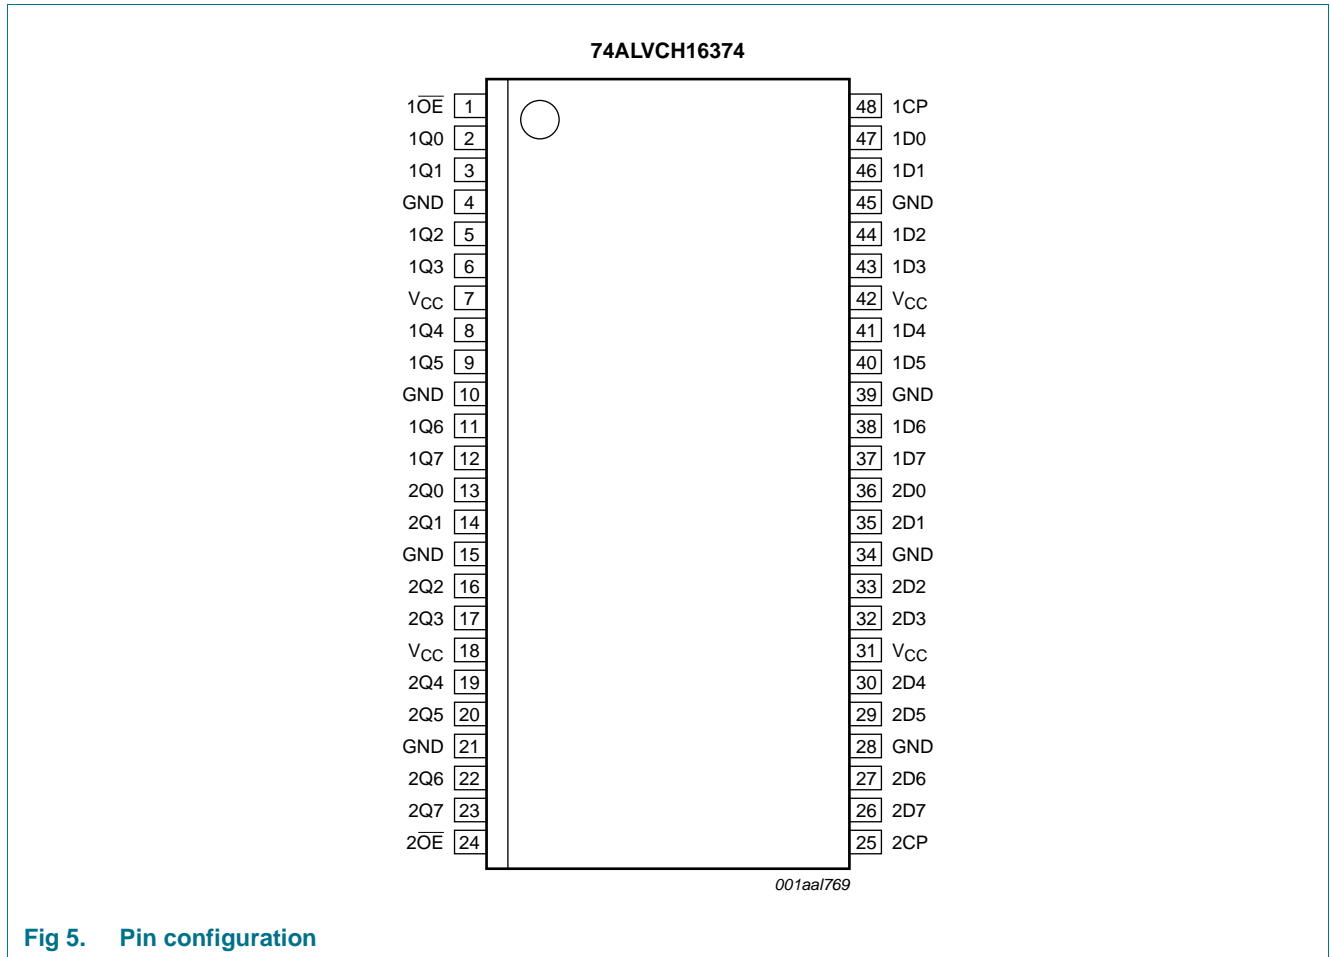 74ALVCH16374
1O̅E̅ 1 48 1CP
1Q0 2 47 1D0
1Q1 3 46 1D1
GND 4 45 GND
1Q2 5 44 1D2
1Q3 6 43 1D3
VCC 7 42 VCC
1Q4 8 41 1D4
1Q5 9 40 1D5
GND 10 39 GND
1Q6 11 38 1D6
1Q7 12 37 1D7
2Q0 13 36 2D0
2Q1 14 35 2D1
GND 15 34 GND
2Q2 16 33 2D2
2Q3 17 32 2D3
VCC 18 31 VCC
2Q4 19 30 2D4
2Q5 20 29 2D5
GND 21 28 GND
2Q6 22 27 2D6
2Q7 23 26 2D7
2O̅E̅ 24 25 2CP
001aal769
Fig 5. Pin configuration